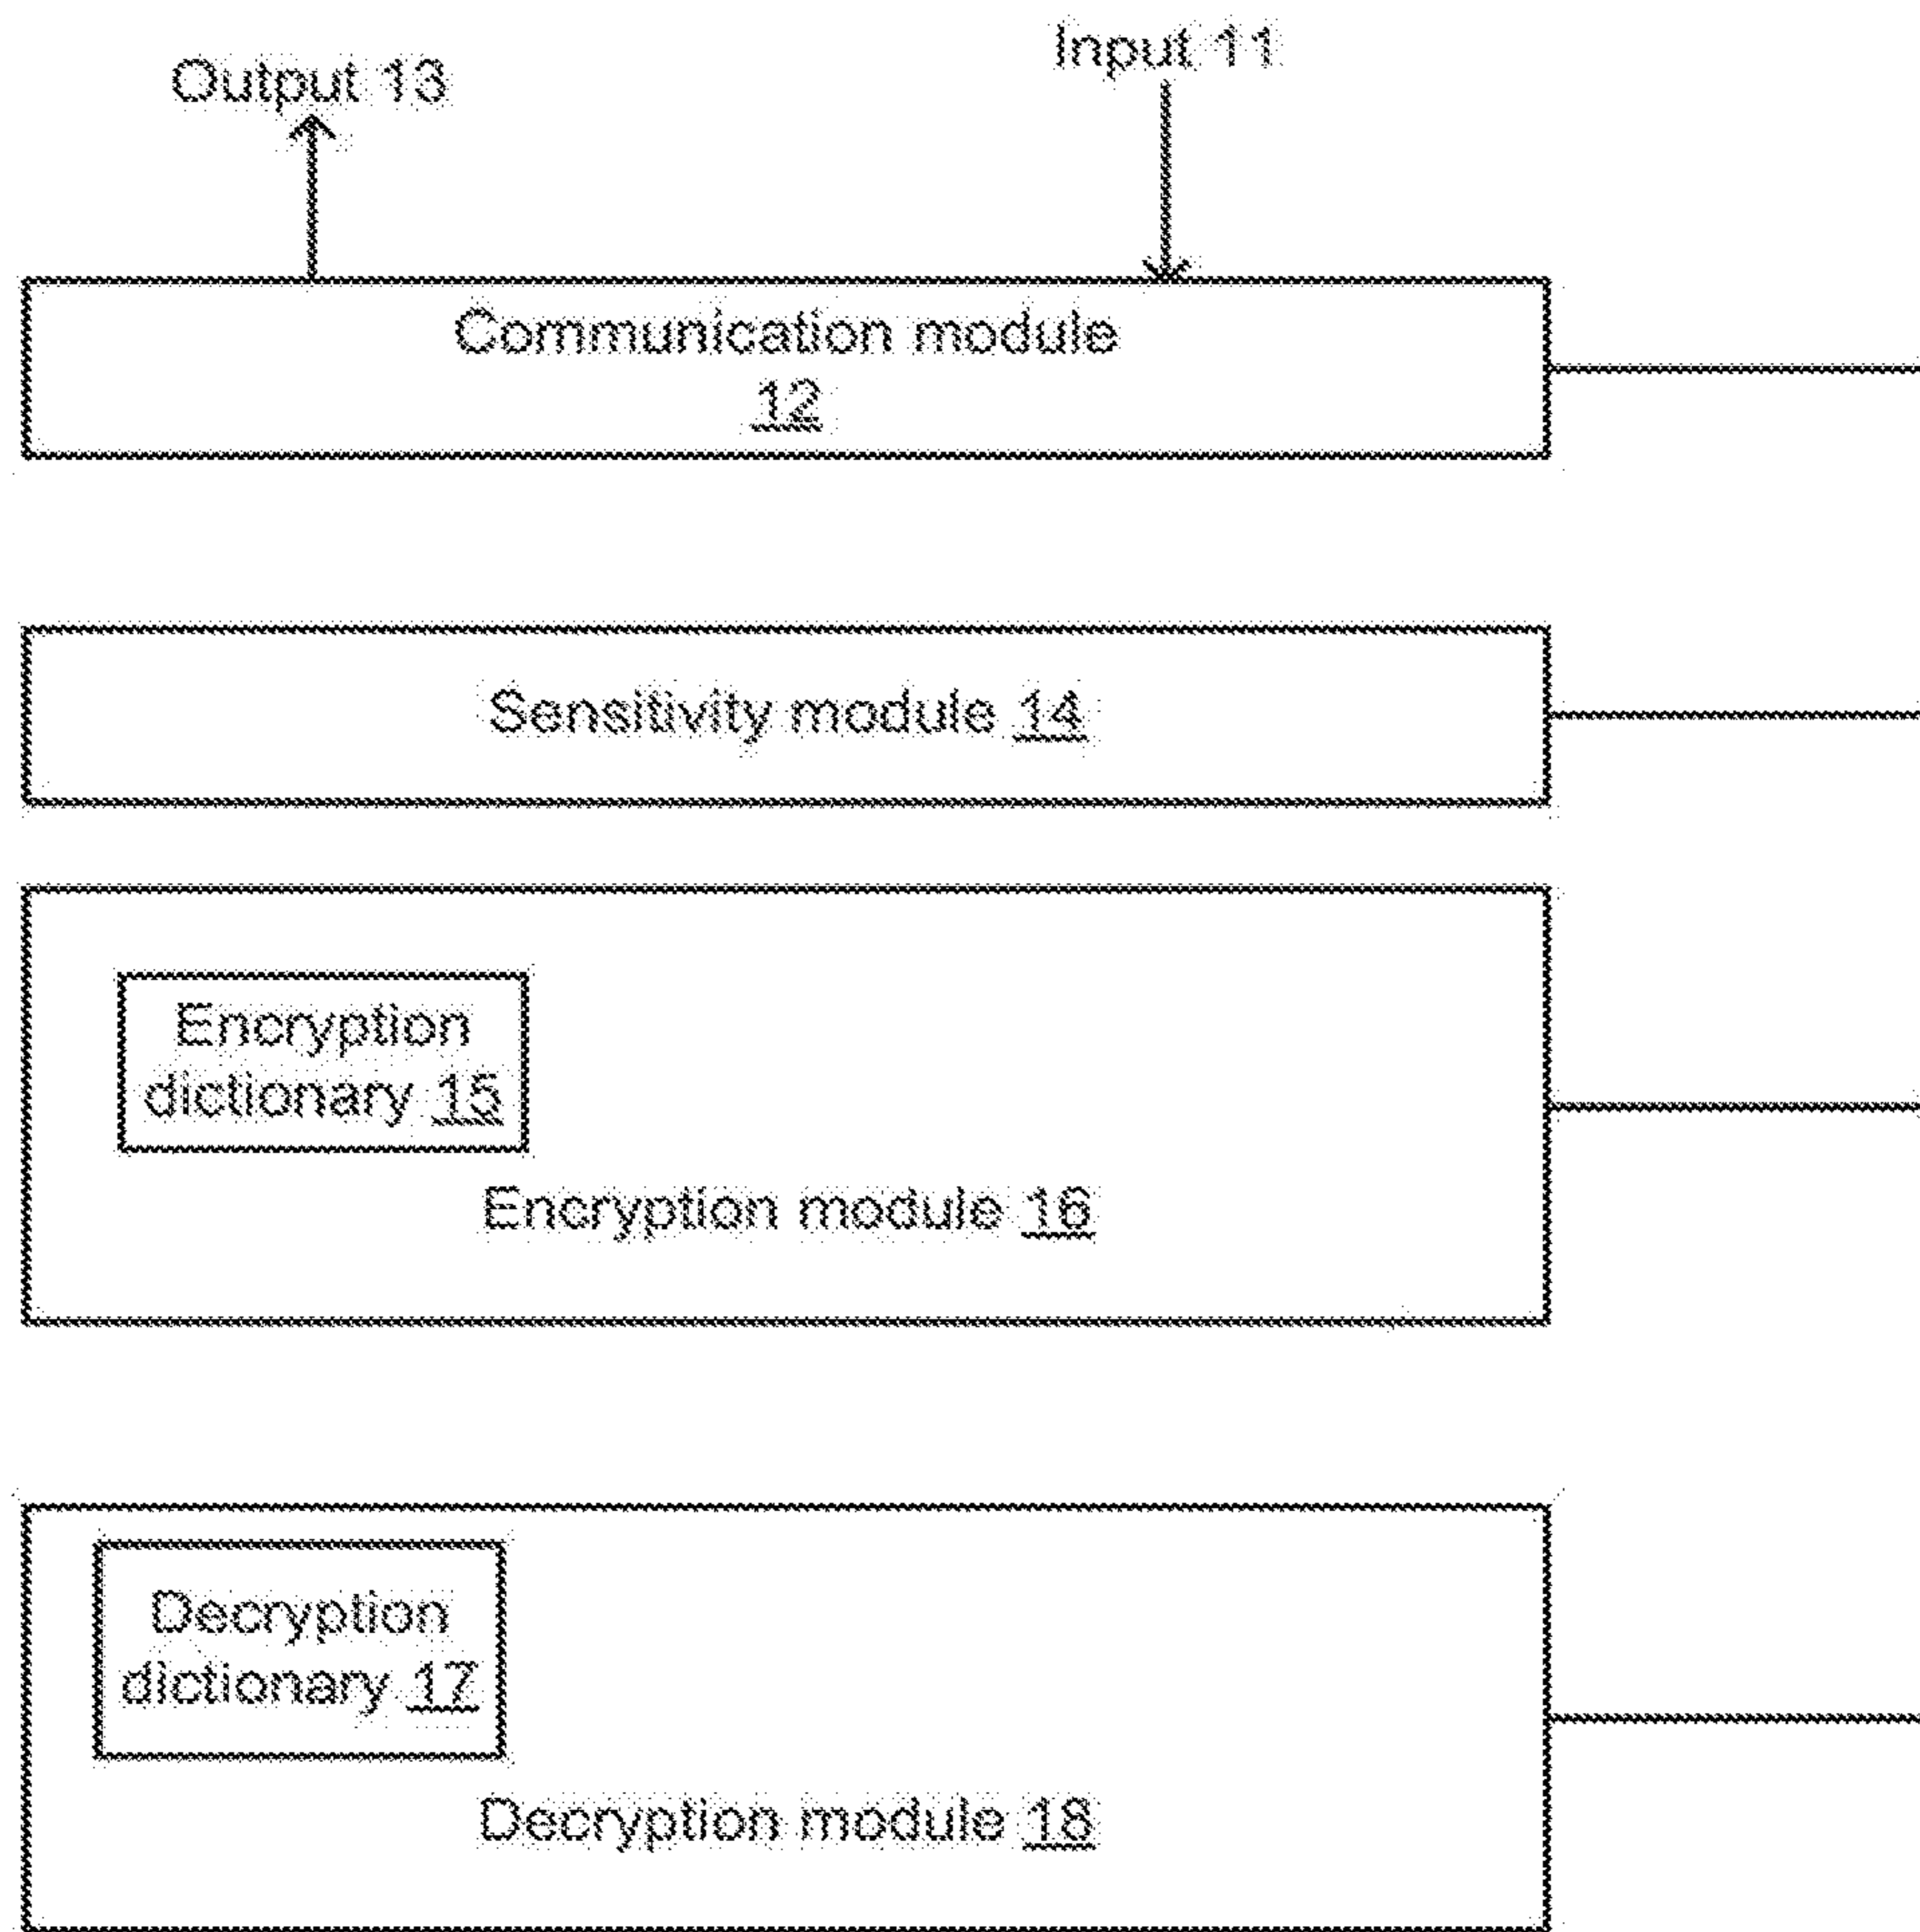 Output 13
Input 11
Communication module
12
Sensitivity module 14
Encryption
dictionary 15
Encryption module 16
Decryption
dictionary 17
Decryption module 18